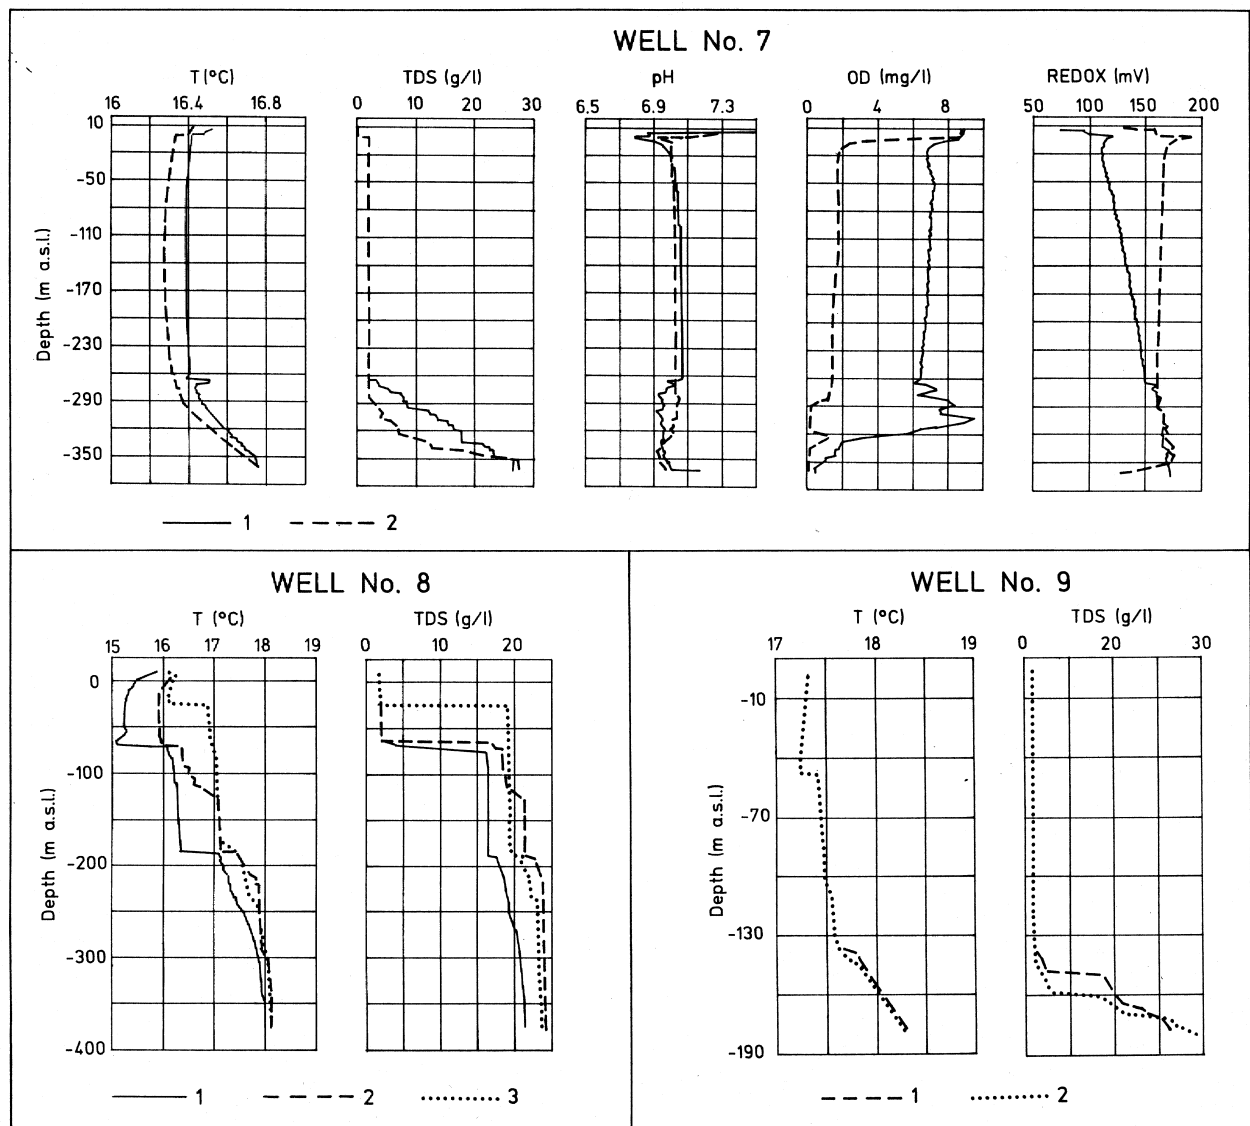 WELL No. 7
T (°C) TDS (g/l) pH OD (mg/l) REDOX (mV)
16 16.4 16.8 0 10 20 30 6.5 6.9 7.3 0 4 8 50 100 150 200
10
-50
-110
-170
-230
-290
-350
Depth (m a.s.l.)
1 2
WELL No. 8
T (°C) TDS (g/l)
15 16 17 18 19 0 10 20
0
-100
-200
-300
-400
Depth (m a.s.l.)
1 2 3
WELL No. 9
T (°C) TDS (g/l)
17 18 19 0 20 30
-10
-70
-130
-190
Depth (m a.s.l.)
1 2